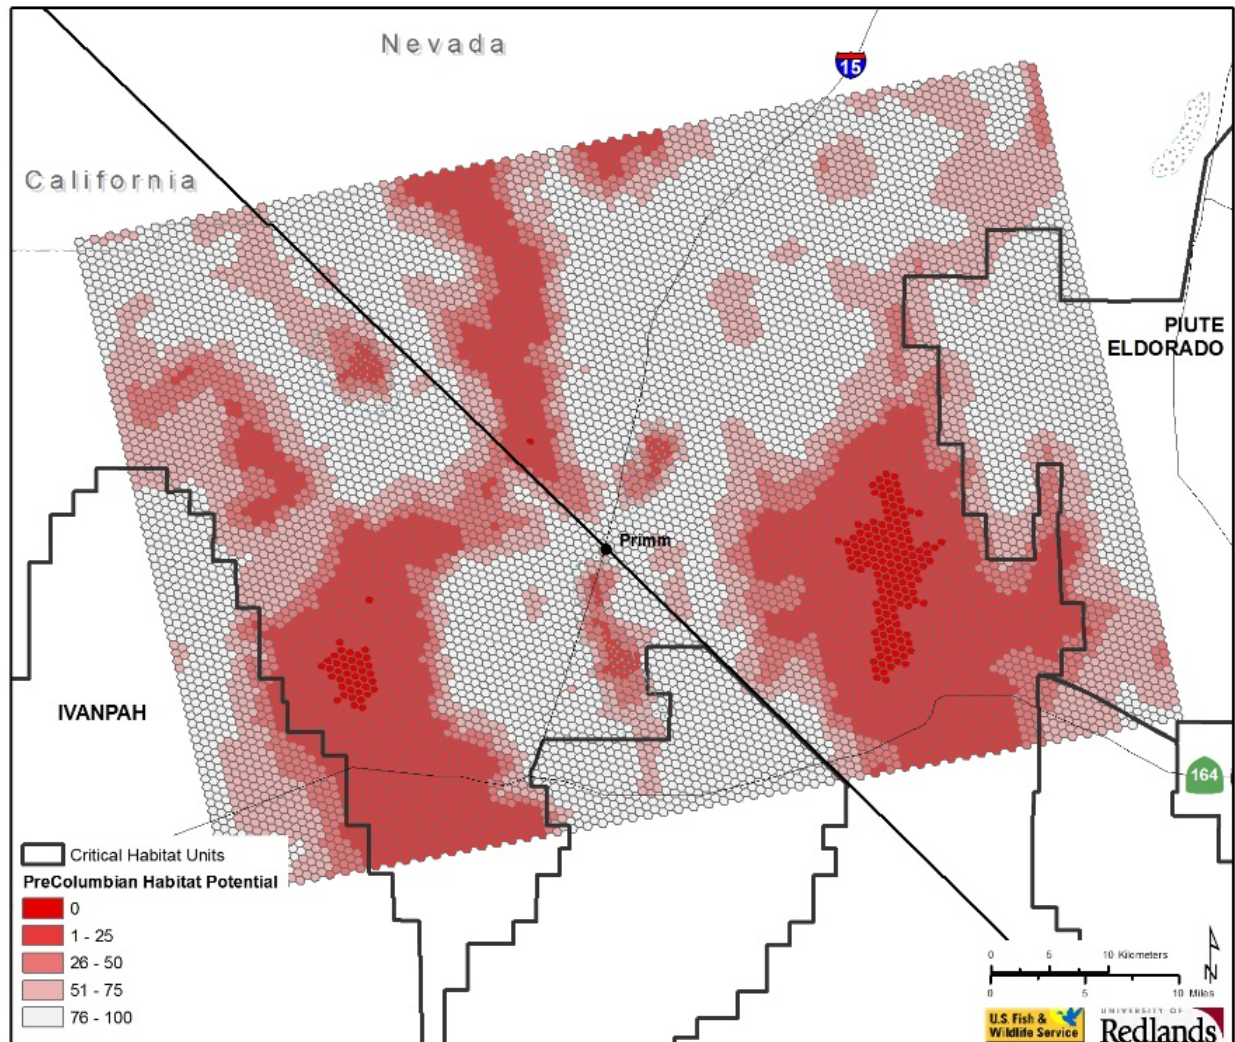 Nevada
15
California
PIUTE
ELDORADO
Primm
IVANPAH
164
Critical Habitat Units
PreColumbian Habitat Potential
0
1 - 25
26 - 50
51 - 75
76 - 100
0 5 10 Kilometers
0 5 10 Miles
N
U.S. Fish &
Wildlife Service
UNIVERSITY OF
Redlands